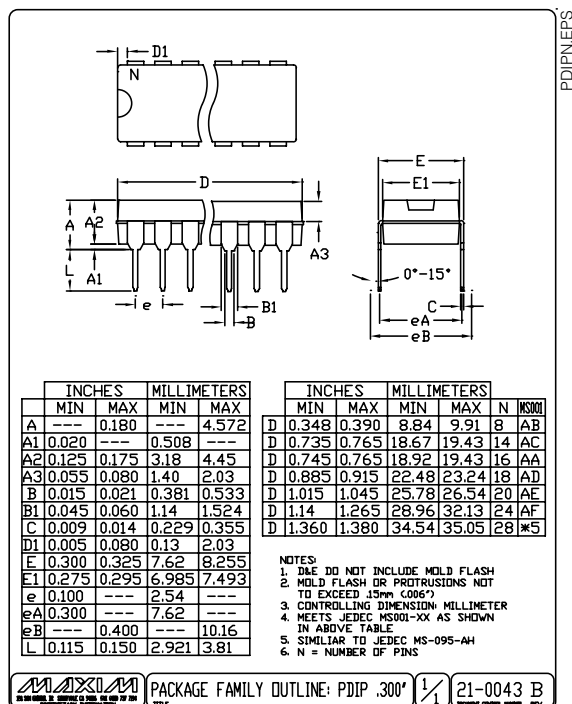 PDIPN.EPS
D1
N
E
D
E1
A
A2
A3
L
A1
0°-15°
e
B1
B
C
eA
eB
INCHES MILLIMETERS
MIN MAX MIN MAX
A --- 0.180 --- 4.572
A1 0.020 --- 0.508 ---
A2 0.125 0.175 3.18 4.45
A3 0.055 0.080 1.40 2.03
B 0.015 0.021 0.381 0.533
B1 0.045 0.060 1.14 1.524
C 0.009 0.014 0.229 0.355
D1 0.005 0.080 0.13 2.03
E 0.300 0.325 7.62 8.255
E1 0.275 0.295 6.985 7.493
e 0.100 --- 2.54 ---
eA 0.300 --- 7.62 ---
eB --- 0.400 --- 10.16
L 0.115 0.150 2.921 3.81
INCHES MILLIMETERS
MIN MAX MIN MAX N MS001
D 0.348 0.390 8.84 9.91 8 AB
D 0.735 0.765 18.67 19.43 14 AC
D 0.745 0.765 18.92 19.43 16 AA
D 0.885 0.915 22.48 23.24 18 AD
D 1.015 1.045 25.78 26.54 20 AE
D 1.14 1.265 28.96 32.13 24 AF
D 1.360 1.380 34.54 35.05 28 *5
NOTES:
1. D&E DO NOT INCLUDE MOLD FLASH
2. MOLD FLASH OR PROTRUSIONS NOT
TO EXCEED .15mm (.006")
3. CONTROLLING DIMENSION: MILLIMETER
4. MEETS JEDEC MS001-XX AS SHOWN
IN ABOVE TABLE
5. SIMILIAR TO JEDEC MS-095-AH
6. N = NUMBER OF PINS
MAXIM
PACKAGE FAMILY OUTLINE: PDIP .300"
TITLE
1/1
21-0043 B